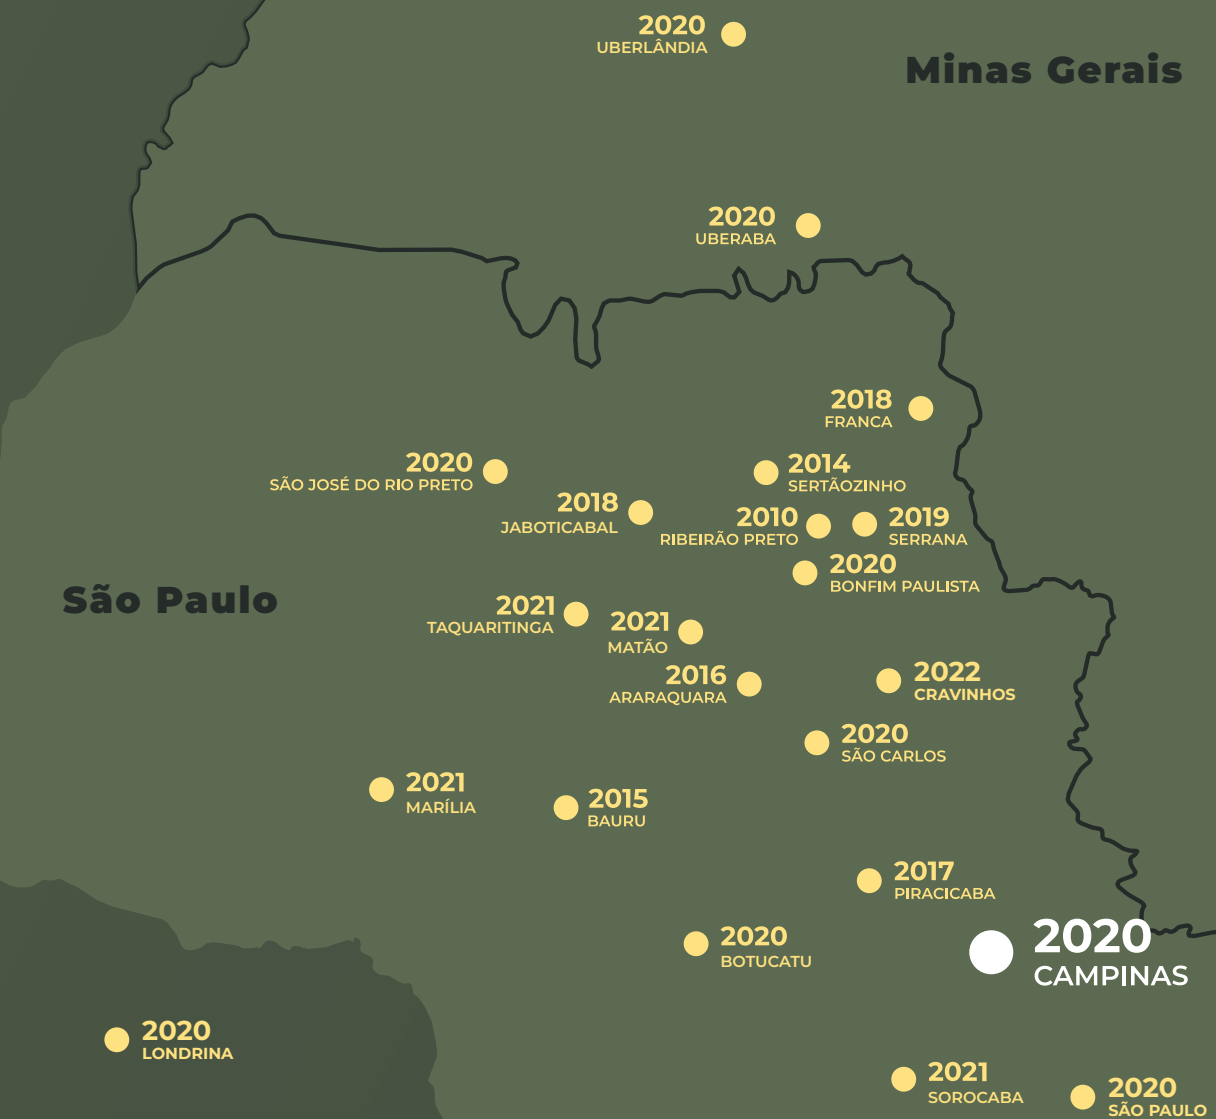 2020
UBERLÂNDIA
Minas Gerais
2020
UBERABA
2018
FRANCA
2020
SÃO JOSÉ DO RIO PRETO
2014
SERTÃOZINHO
2018
JABOTICABAL
2010
RIBEIRÃO PRETO
2019
SERRANA
2020
BONFIM PAULISTA
São Paulo
2021
TAQUARITINGA
2021
MATÃO
2016
ARARAQUARA
2022
CRAVINHOS
2020
SÃO CARLOS
2021
MARÍLIA
2015
BAURU
2017
PIRACICABA
2020
BOTUCATU
2020
CAMPINAS
2020
LONDRINA
2021
SOROCABA
2020
SÃO PAULO